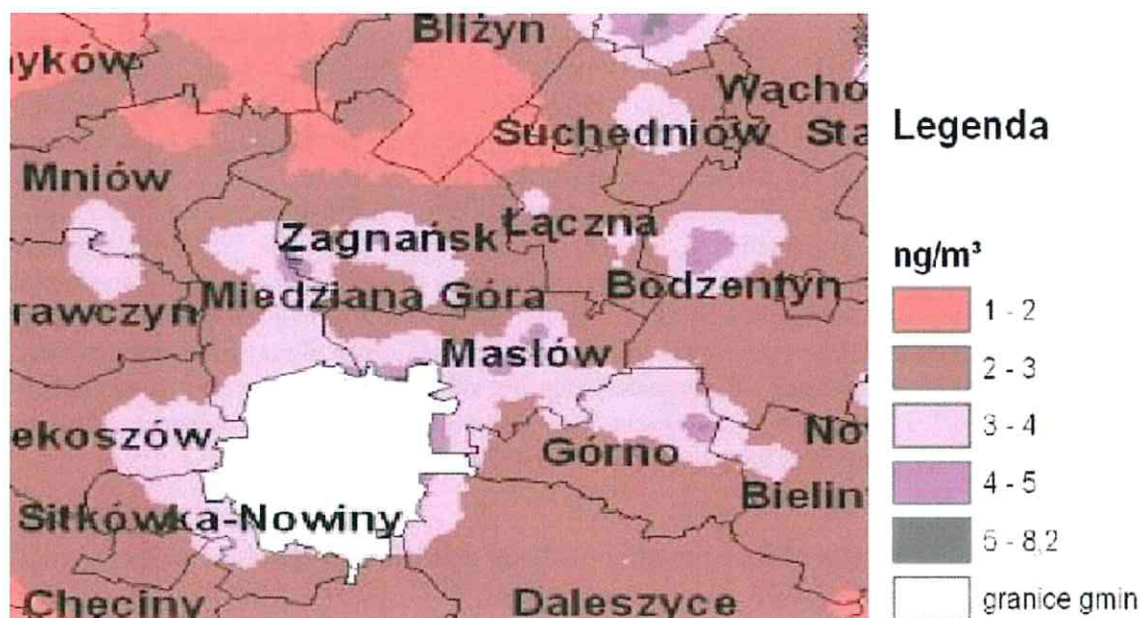 Bliżyn
yków
Wącho
Suchedniów
Sta
Mniów
Łączna
Zagnańsk
Bodzentyn
Miedziana Góra
rawczyn
Masłów
ekoszów
Górno
Now
Bielin
Sitkówka-Nowiny
Chęciny
Daleszyce
Legenda
ng/m³
1 - 2
2 - 3
3 - 4
4 - 5
5 - 8,2
granice gmin